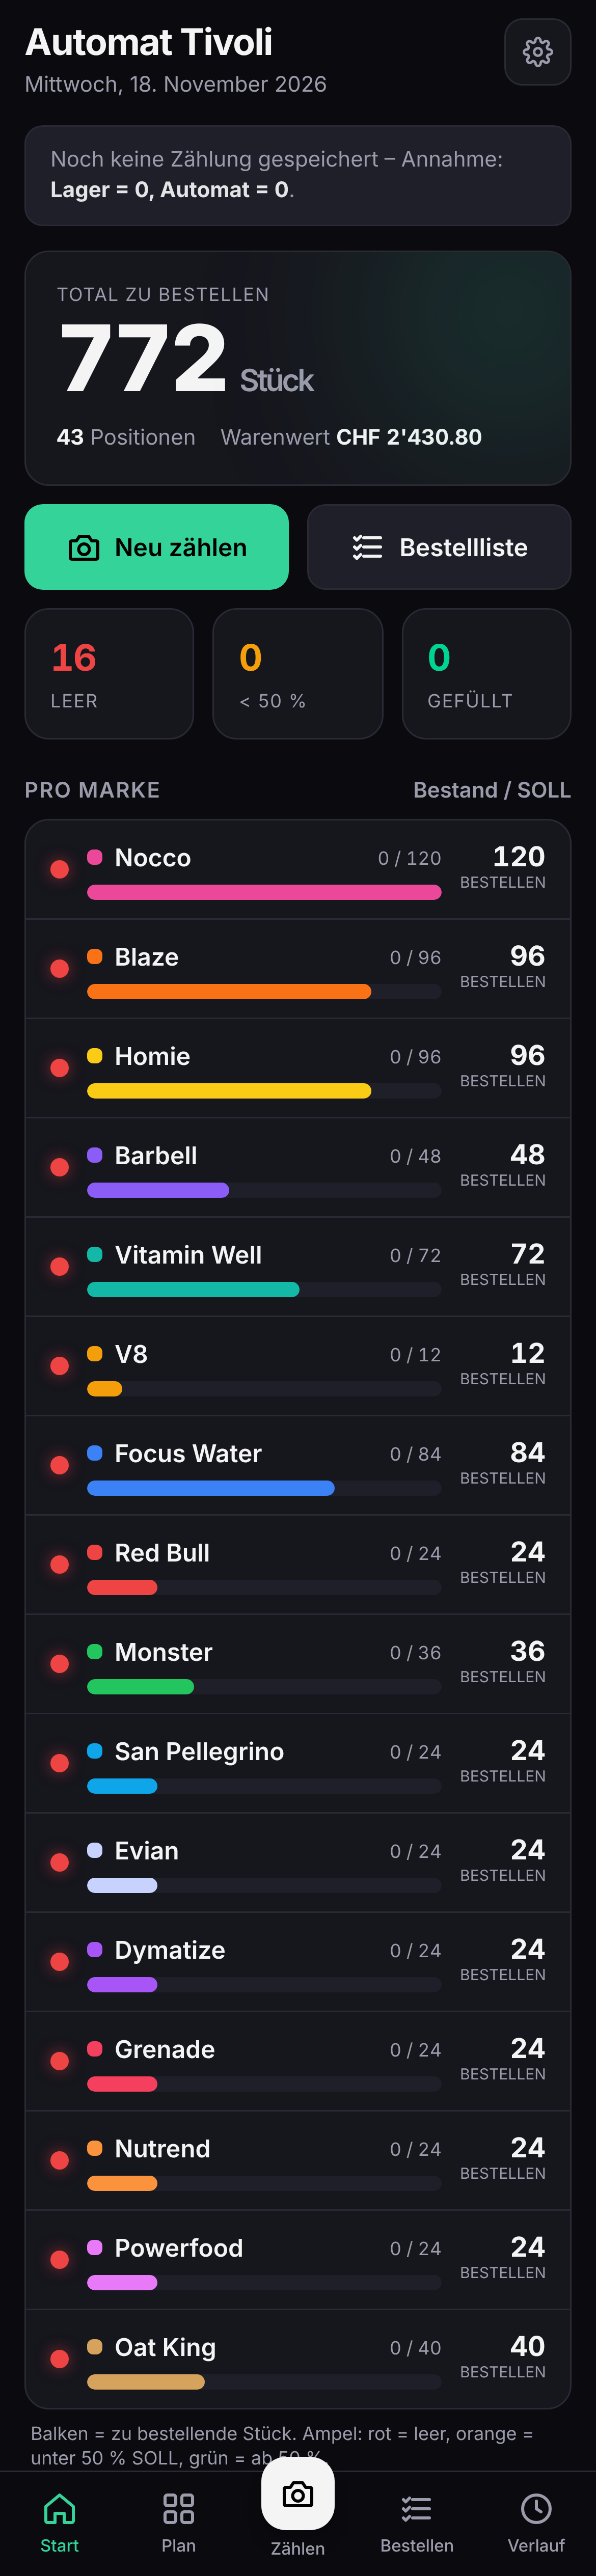 Automat Tivoli
Mittwoch, 18. November 2026
Noch keine Zählung gespeichert – Annahme:
Lager = 0, Automat = 0.
TOTAL ZU BESTELLEN
772 Stück
43 Positionen Warenwert CHF 2'430.80
Neu zählen
Bestellliste
16
LEER
0
< 50 %
0
GEFÜLLT
PRO MARKE
Bestand / SOLL
Nocco 0 / 120 120
BESTELLEN
Blaze 0 / 96 96
BESTELLEN
Homie 0 / 96 96
BESTELLEN
Barbell 0 / 48 48
BESTELLEN
Vitamin Well 0 / 72 72
BESTELLEN
V8 0 / 12 12
BESTELLEN
Focus Water 0 / 84 84
BESTELLEN
Red Bull 0 / 24 24
BESTELLEN
Monster 0 / 36 36
BESTELLEN
San Pellegrino 0 / 24 24
BESTELLEN
Evian 0 / 24 24
BESTELLEN
Dymatize 0 / 24 24
BESTELLEN
Grenade 0 / 24 24
BESTELLEN
Nutrend 0 / 24 24
BESTELLEN
Powerfood 0 / 24 24
BESTELLEN
Oat King 0 / 40 40
BESTELLEN
Balken = zu bestellende Stück. Ampel: rot = leer, orange =
unter 50 % SOLL, grün = ab 50 %.
Start
Plan
Zählen
Bestellen
Verlauf